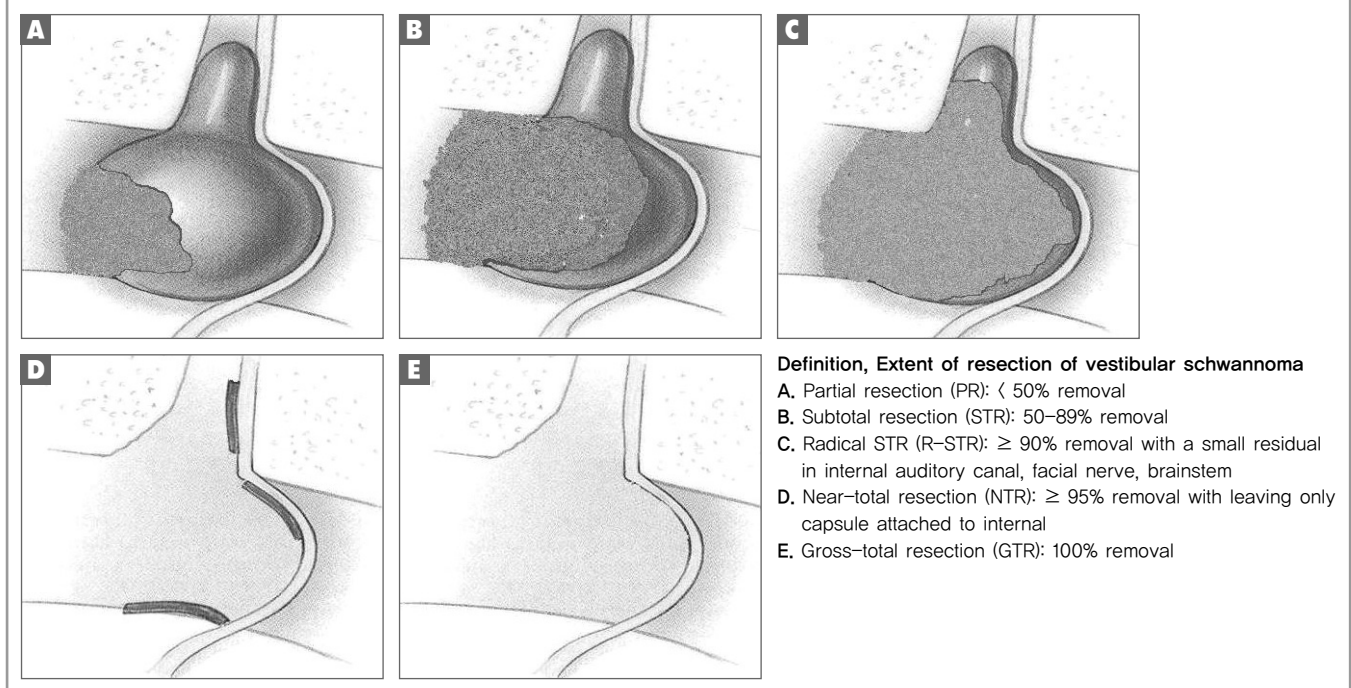 A
B
C
D
E
Definition, Extent of resection of vestibular schwannoma
A. Partial resection (PR): < 50% removal
B. Subtotal resection (STR): 50-89% removal
C. Radical STR (R-STR): ≥ 90% removal with a small residual
in internal auditory canal, facial nerve, brainstem
D. Near-total resection (NTR): ≥ 95% removal with leaving only
capsule attached to internal
E. Gross-total resection (GTR): 100% removal